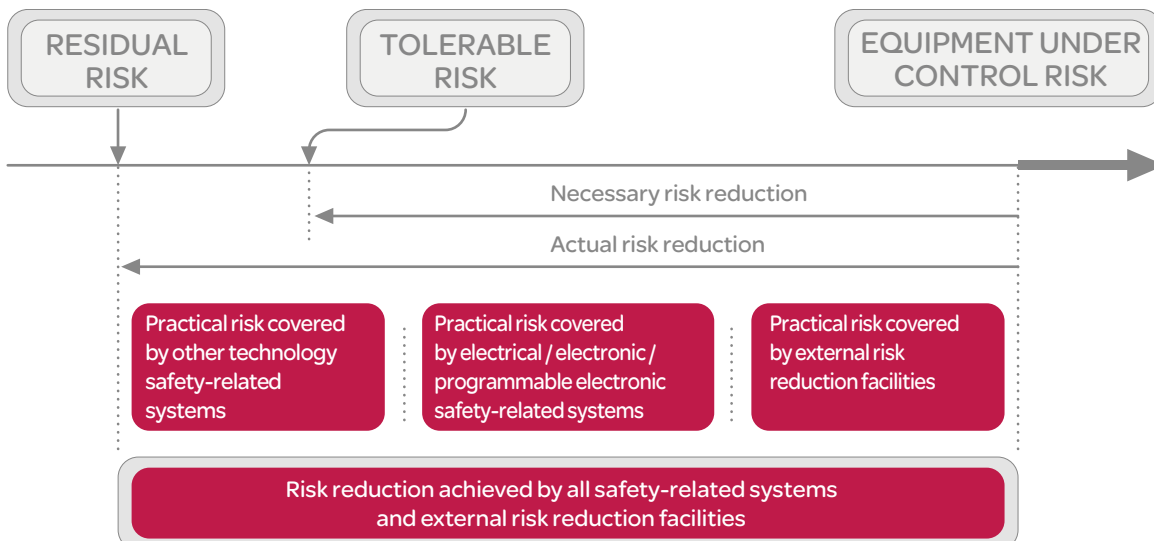 RESIDUAL
RISK
TOLERABLE
RISK
EQUIPMENT UNDER
CONTROL RISK
Necessary risk reduction
Actual risk reduction
Practical risk covered
by other technology
safety-related
systems
Practical risk covered
by electrical / electronic /
programmable electronic
safety-related systems
Practical risk covered
by external risk
reduction facilities
Risk reduction achieved by all safety-related systems
and external risk reduction facilities